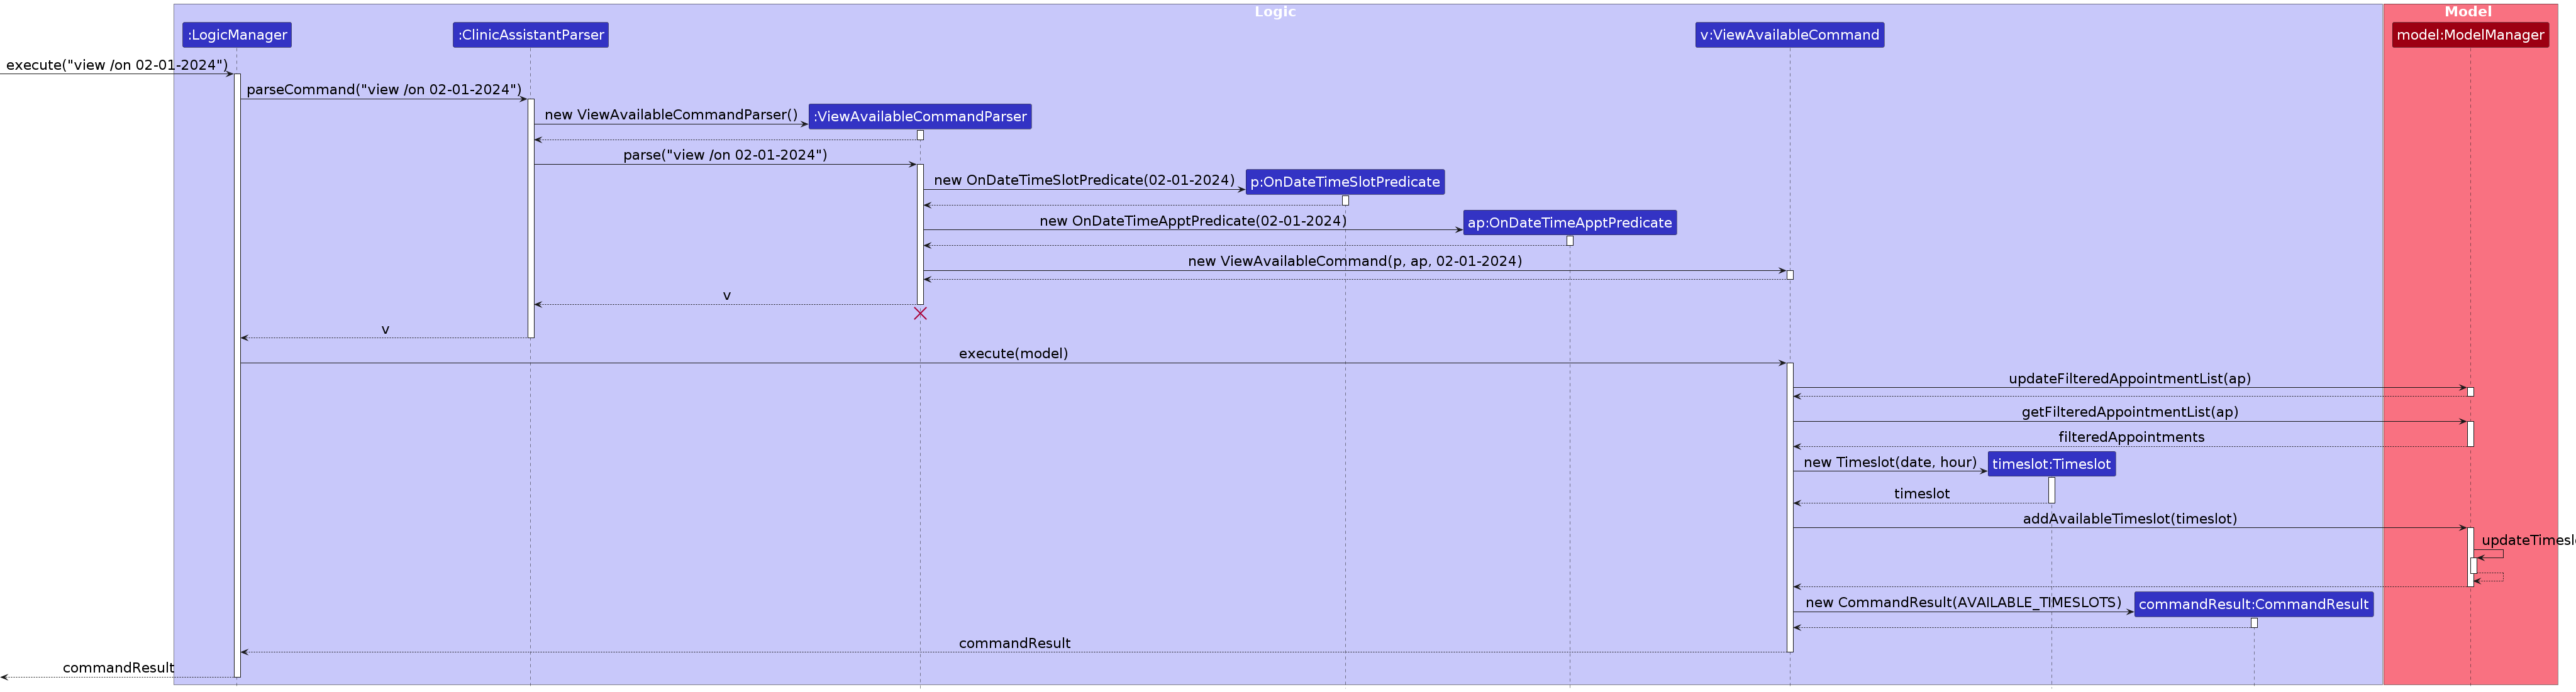 Logic
Model
:LogicManager
:ClinicAssistantParser
v:ViewAvailableCommand
model:ModelManager
execute("view /on 02-01-2024")
parseCommand("view /on 02-01-2024")
new ViewAvailableCommandParser()
:ViewAvailableCommandParser
parse("view /on 02-01-2024")
new OnDateTimeSlotPredicate(02-01-2024)
p:OnDateTimeSlotPredicate
new OnDateTimeApptPredicate(02-01-2024)
ap:OnDateTimeApptPredicate
new ViewAvailableCommand(p, ap, 02-01-2024)
v
v
execute(model)
updateFilteredAppointmentList(ap)
getFilteredAppointmentList(ap)
filteredAppointments
new Timeslot(date, hour)
timeslot:Timeslot
timeslot
addAvailableTimeslot(timeslot)
new CommandResult(AVAILABLE_TIMESLOTS)
commandResult:CommandResult
commandResult
commandResult